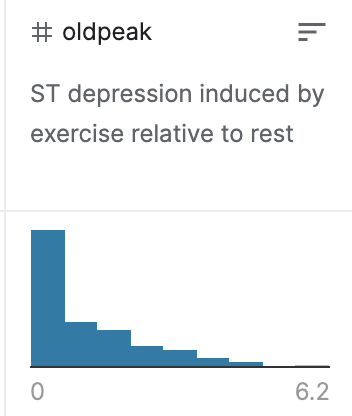 # oldpeak
ST depression induced by
exercise relative to rest
0 6.2